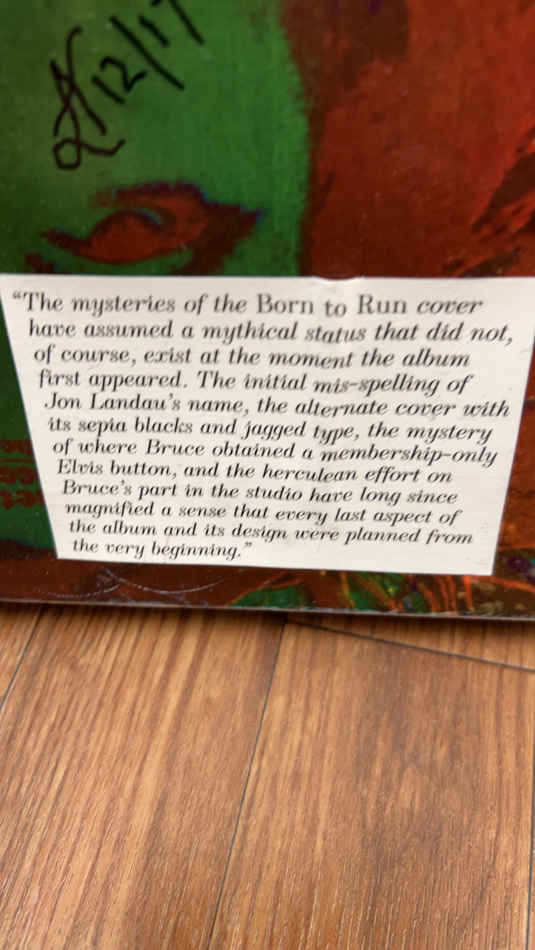 12/17
“The mysteries of the Born to Run cover
have assumed a mythical status that did not,
of course, exist at the moment the album
first appeared. The initial mis-spelling of
Jon Landau’s name, the alternate cover with
its sepia blacks and jagged type, the mystery
of where Bruce obtained a membership-only
Elvis button, and the herculean effort on
Bruce’s part in the studio have long since
magnified a sense that every last aspect of
the album and its design were planned from
the very beginning.”